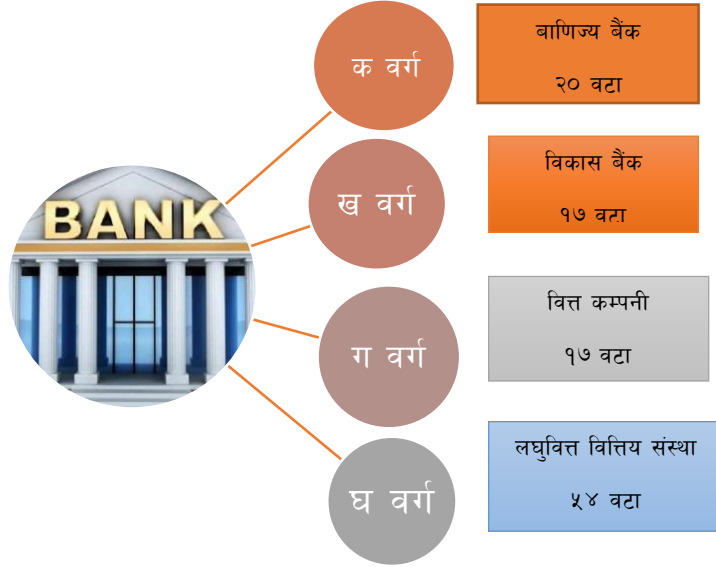 क वर्ग
बाणिज्य बैंक
२० वटा
BANK
ख वर्ग
विकास बैंक
१७ वटा
ग वर्ग
वित्त कम्पनी
१७ वटा
घ वर्ग
लघुवित्त वित्तिय संस्था
५४ वटा